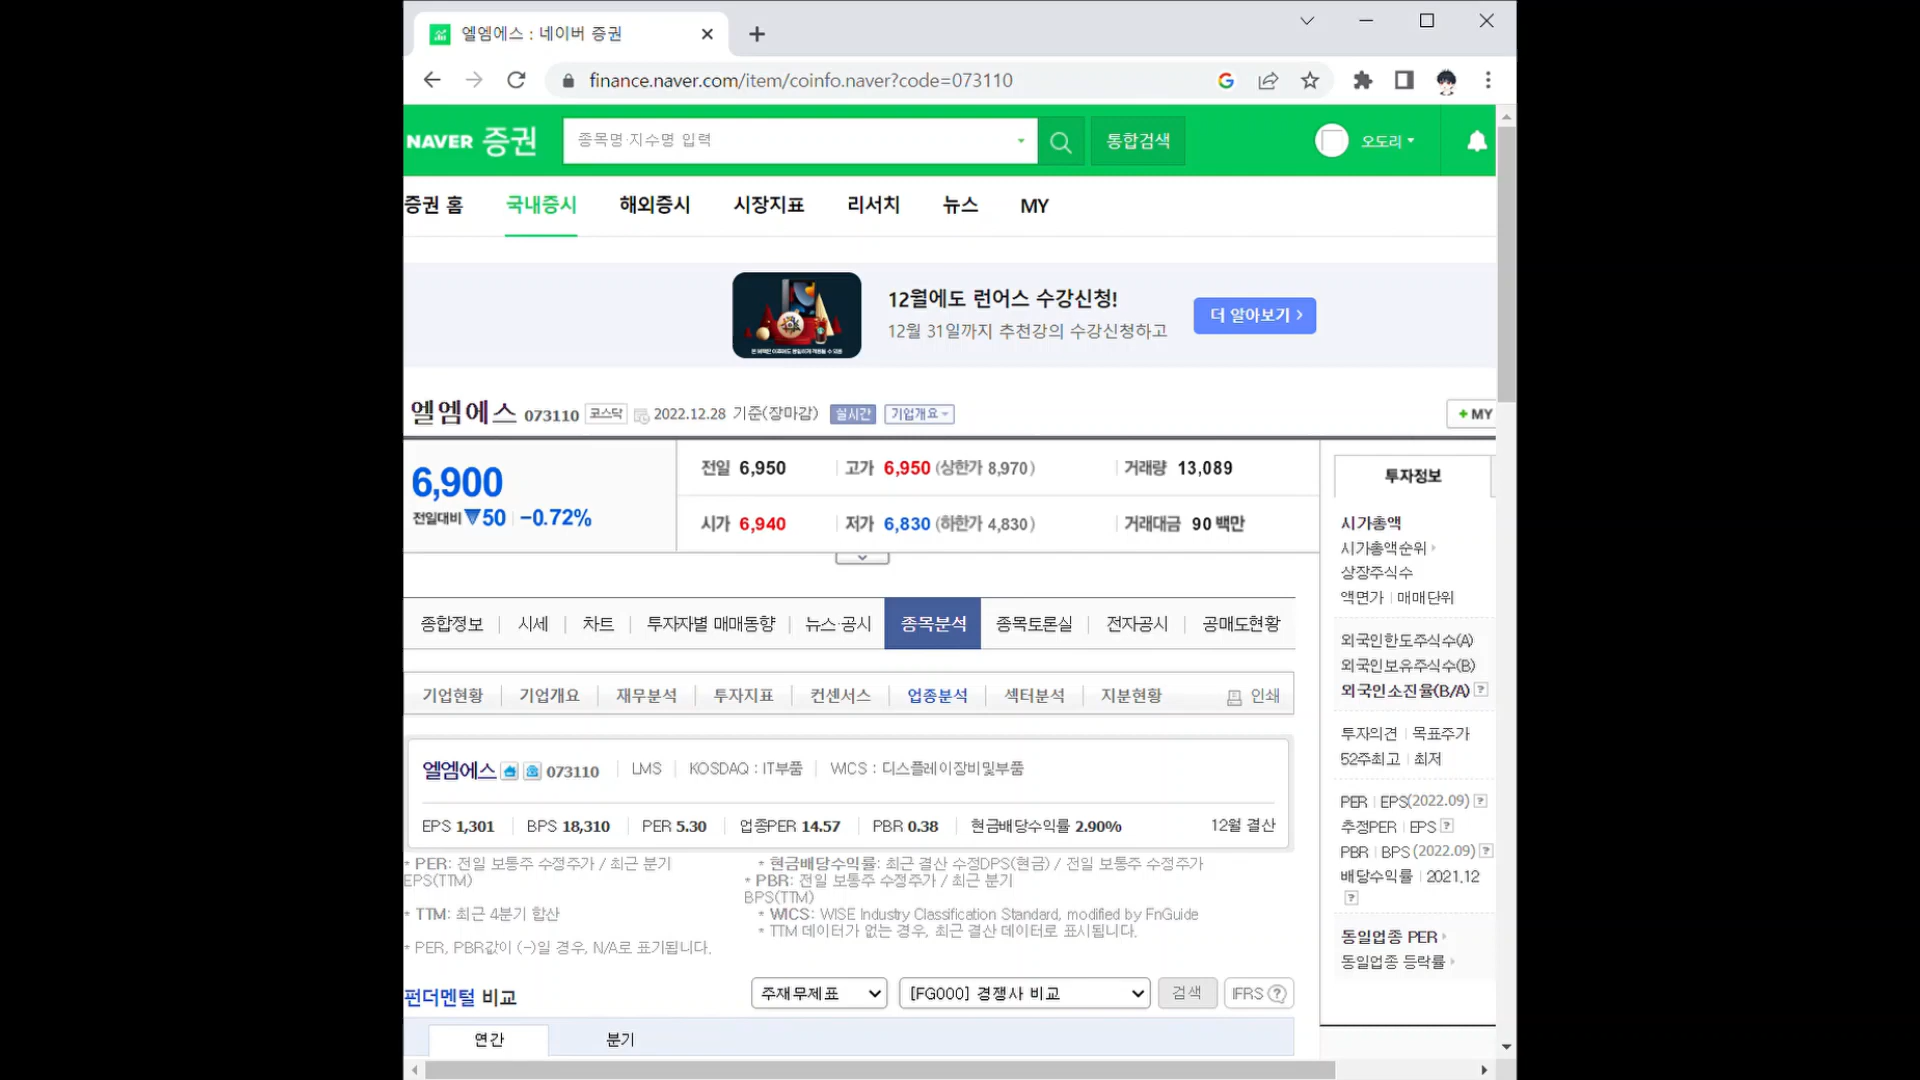 엘엠에스 : 네이버 증권
finance.naver.com/item/coinfo.naver?code=073110
NAVER 증권
종목명·지수명 입력
통합검색
오도리
증권 홈 국내증시 해외증시 시장지표 리서치 뉴스 MY
12월에도 런어스 수강신청!
12월 31일까지 추천강의 수강신청하고
더 알아보기
엘엠에스 073110 코스닥 2022.12.28 기준(장마감) 실시간 기업개요
+ MY
6,900
전일대비 ▼50 -0.72%
전일 6,950 고가 6,950 (상한가 8,970) 거래량 13,089
시가 6,940 저가 6,830 (하한가 4,830) 거래대금 90 백만
종합정보 시세 차트 투자자별 매매동향 뉴스·공시 종목분석 종목토론실 전자공시 공매도현황
기업현황 기업개요 재무분석 투자지표 컨센서스 업종분석 섹터분석 지분현황 인쇄
엘엠에스 073110 LMS KOSDAQ : IT부품 WICS : 디스플레이장비및부품
EPS 1,301 BPS 18,310 PER 5.30 업종PER 14.57 PBR 0.38 현금배당수익률 2.90% 12월 결산
* PER: 전일 보통주 수정주가 / 최근 분기
EPS(TTM)
* TTM: 최근 4분기 합산
* PER, PBR값이 (-)일 경우, N/A로 표기됩니다.
* 현금배당수익률: 최근 결산 수정DPS(현금) / 전일 보통주 수정주가
* PBR: 전일 보통주 수정주가 / 최근 분기
BPS(TTM)
* WICS: WISE Industry Classification Standard, modified by FnGuide
* TTM 데이터가 없는 경우, 최근 결산 데이터로 표시됩니다.
펀더멘털 비교
주재무제표
[FG000] 경쟁사 비교
검색
IFRS ?
연간 분기
투자정보
시가총액
시가총액순위
상장주식수
액면가 매매단위
외국인한도주식수(A)
외국인보유주식수(B)
외국인소진율(B/A) ?
투자의견 목표주가
52주최고 최저
PER EPS(2022.09) ?
추정PER EPS ?
PBR BPS (2022.09) ?
배당수익률 2021.12
?
동일업종 PER
동일업종 등락률